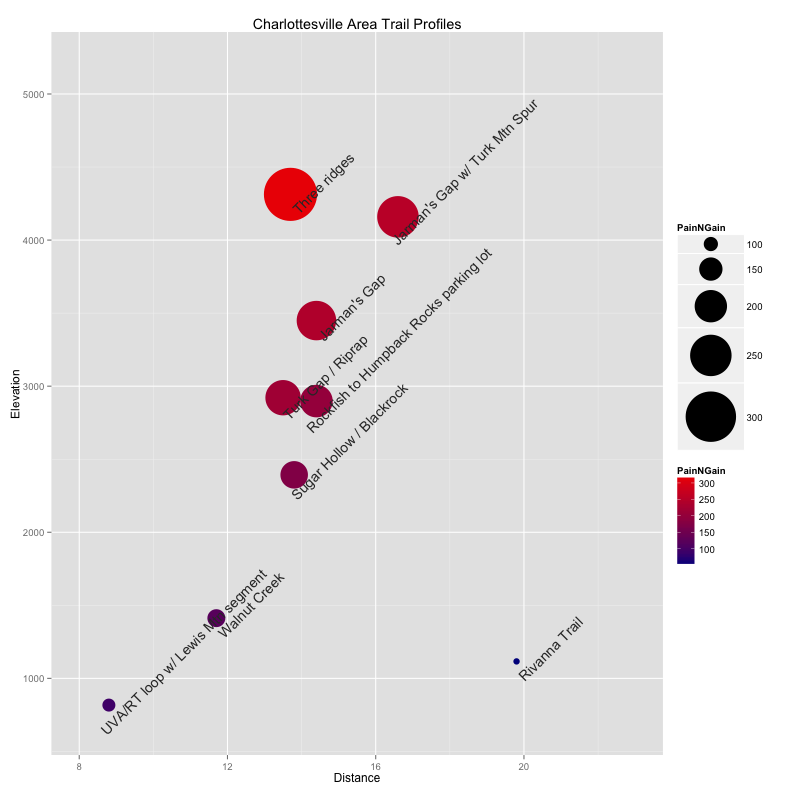 Charlottesville Area Trail Profiles
5000
4000
3000
2000
1000
Elevation
8
12
16
20
Distance
Three ridges
Jarman's Gap w/ Turk Mtn Spur
Jarman's Gap
Turk Gap / Riprap
Rockfish to Humpback Rocks parking lot
Sugar Hollow / Blackrock
UVA/RT loop w/ Lewis Mtn segment
Walnut Creek
Rivanna Trail
PainNGain
100
150
200
250
300
PainNGain
300
250
200
150
100